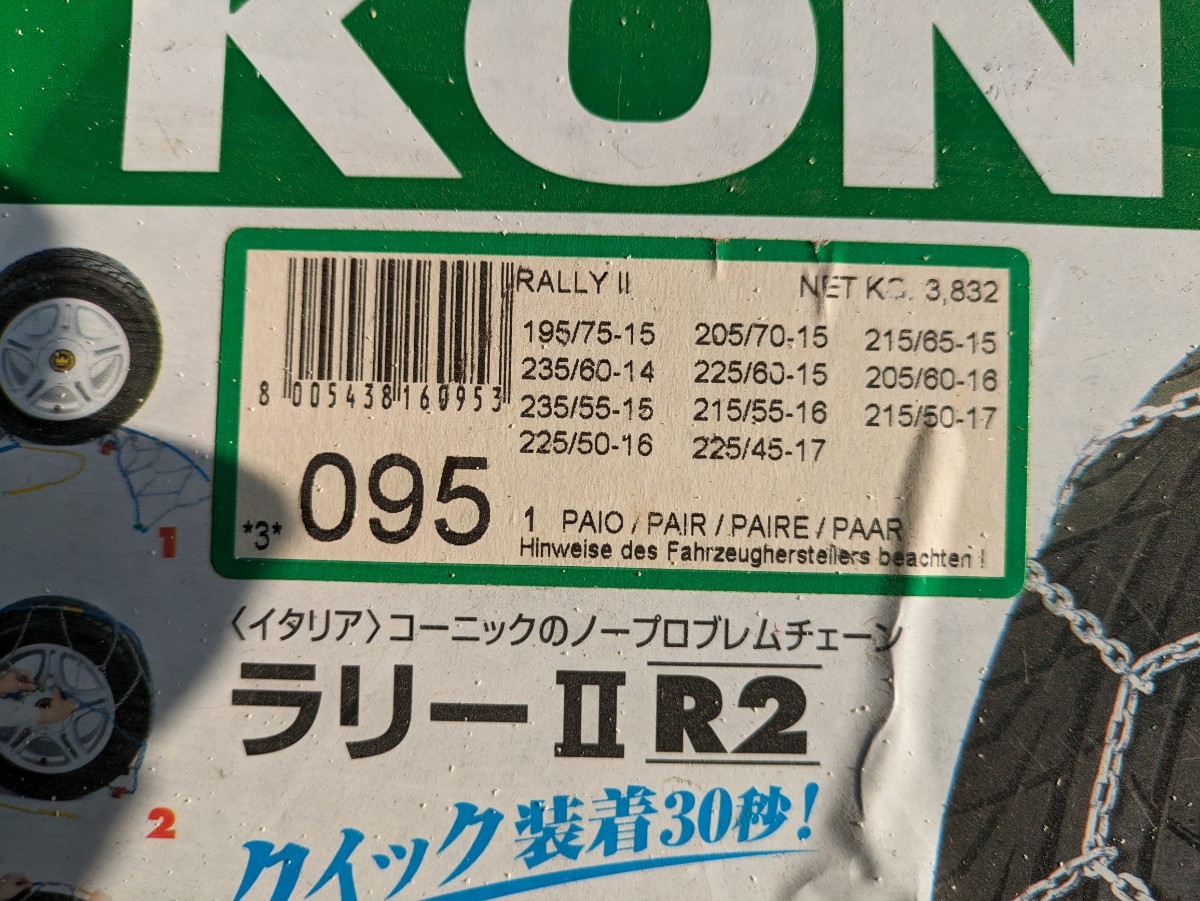 KON
RALLY II NET KG. 3,832
195/75-15 205/70-15 215/65-15
235/60-14 225/60-15 205/60-16
235/55-15 215/55-16 215/50-17
225/50-16 225/45-17
8 005438 160953
*3* 095
1 PAIO / PAIR / PAIRE / PAAR
Hinweise des Fahrzeugherstellers beachten !
1
〈イタリア〉コーニックのノープロブレムチェーン
ラリーII R2
2
クイック装着30秒!